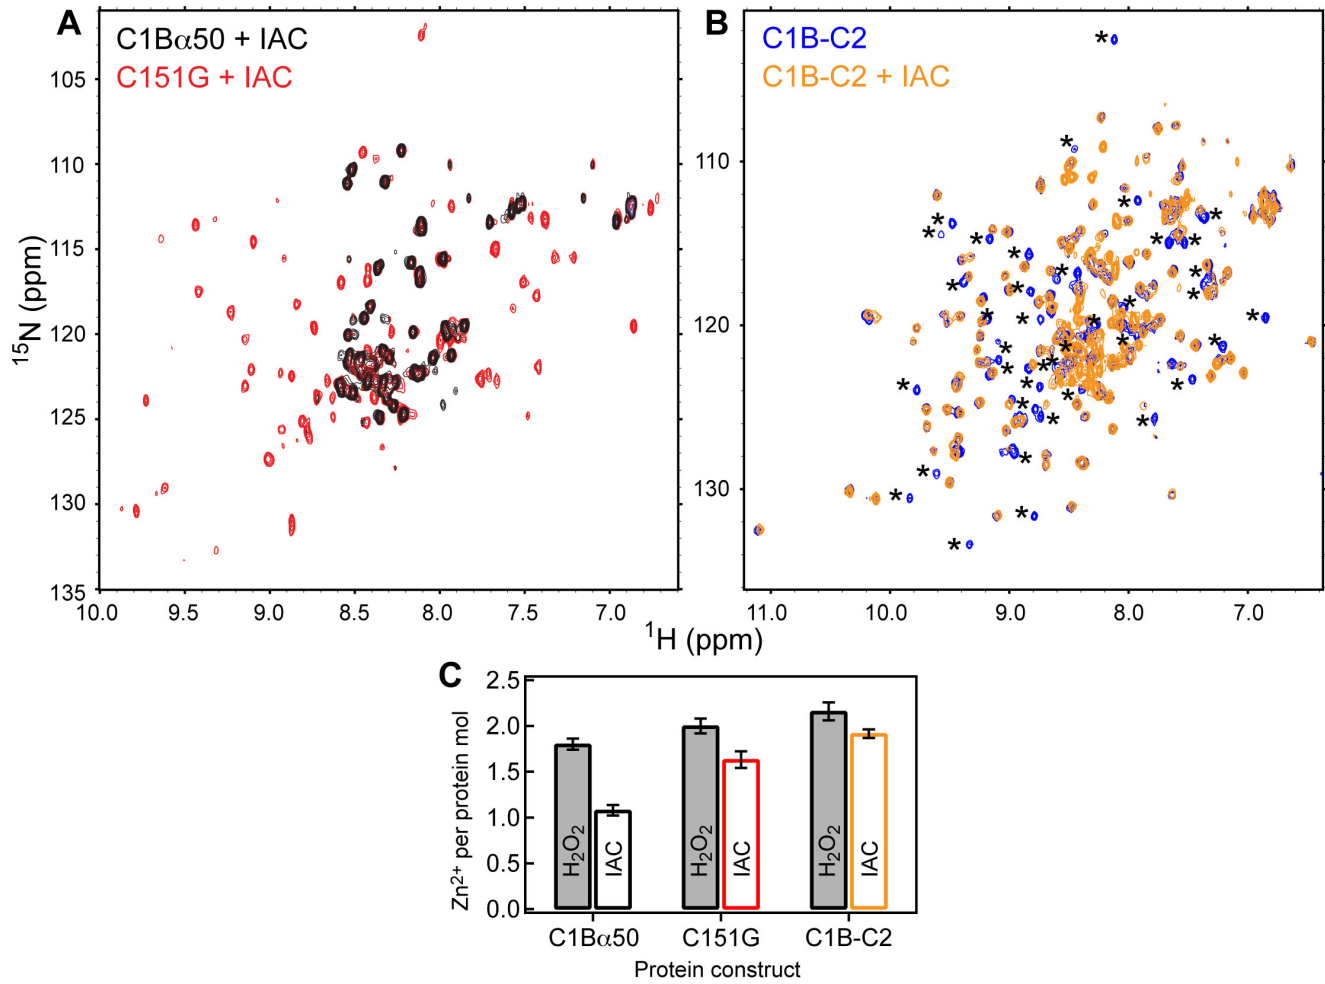 A
C1Bα50 + IAC
C151G + IAC
105
110
115
120
125
130
135
10.0 9.5 9.0 8.5 8.0 7.5 7.0
¹⁵N (ppm)
B
C1B-C2
C1B-C2 + IAC
110
120
130
11.0 10.0 9.0 8.0 7.0
* * * * * * * * * * * * * * * * * * * * * * * * * * * * * * * * * * * * * * * *
¹H (ppm)
C
2.5
2.0
1.5
1.0
0.5
0.0
Zn²⁺ per protein mol
H₂O₂ IAC H₂O₂ IAC H₂O₂ IAC
C1Bα50 C151G C1B-C2
Protein construct